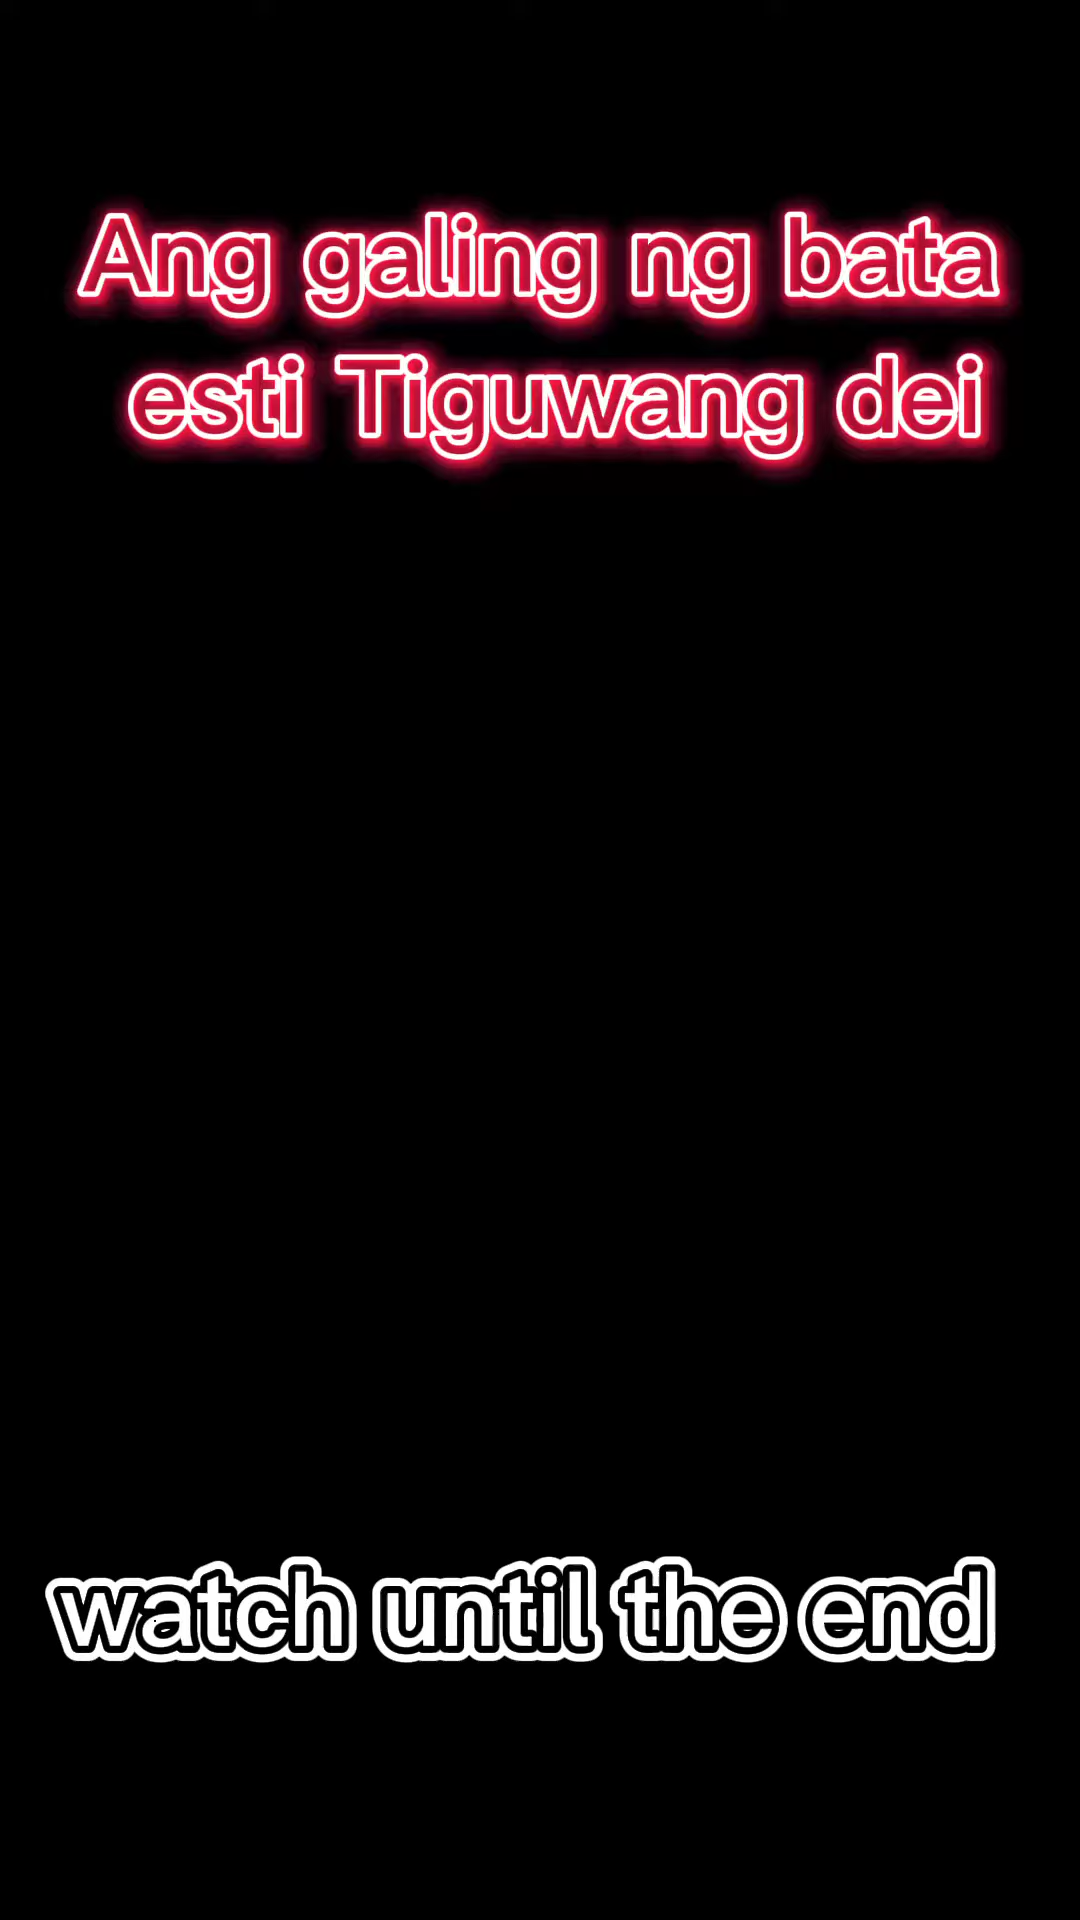 Ang galing ng bata
esti Tiguwang dei
watch until the end